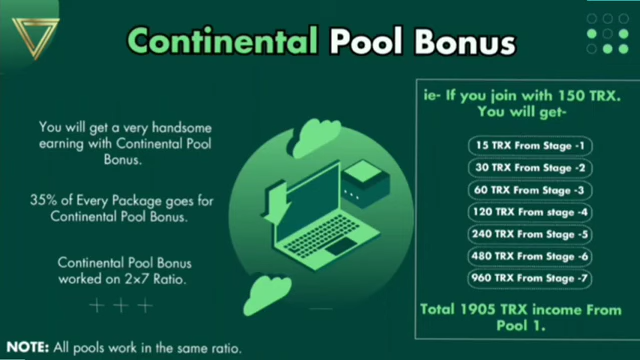 Continental Pool Bonus
You will get a very handsome
earning with Continental Pool
Bonus.
35% of Every Package goes for
Continental Pool Bonus.
Continental Pool Bonus
worked on 2×7 Ratio.
ie- If you join with 150 TRX.
You will get-
15 TRX From Stage -1
30 TRX From Stage -2
60 TRX From Stage -3
120 TRX From stage -4
240 TRX From Stage -5
480 TRX From Stage -6
960 TRX From Stage -7
Total 1905 TRX income From
Pool 1.
NOTE: All pools work in the same ratio.